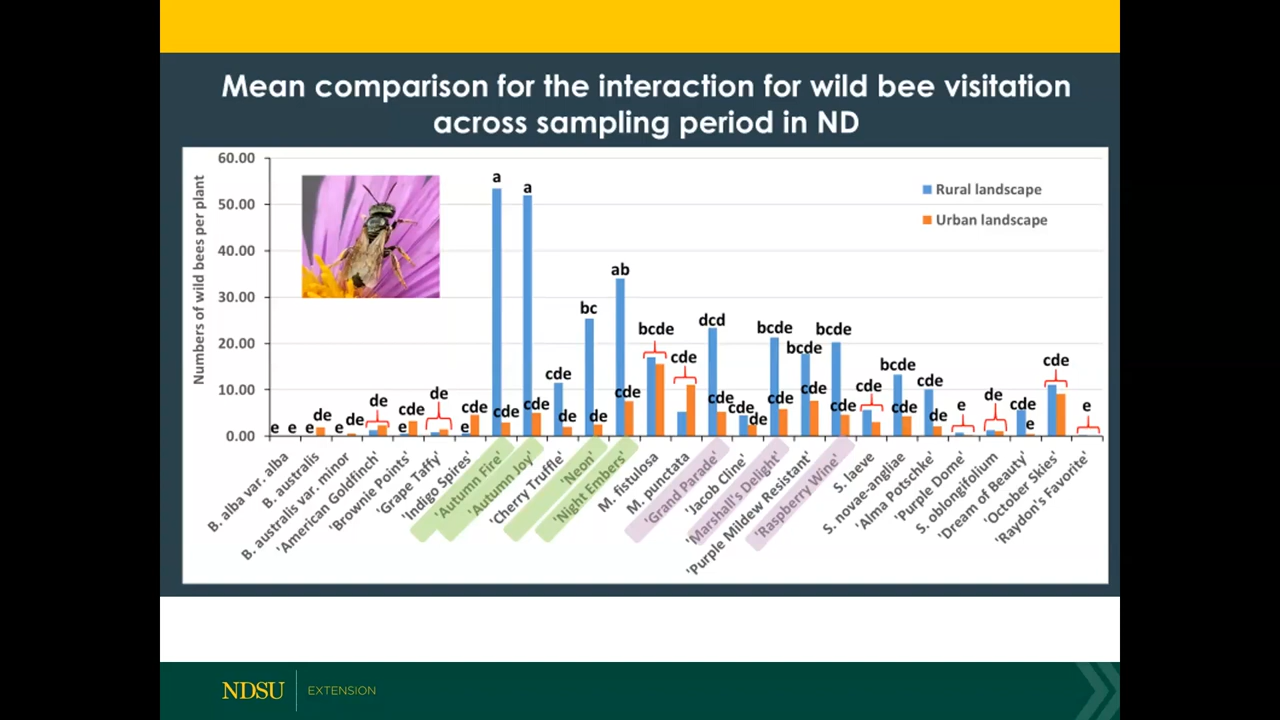 Mean comparison for the interaction for wild bee visitation
across sampling period in ND
Numbers of wild bees per plant
60.00
50.00
40.00
30.00
20.00
10.00
0.00
Rural landscape
Urban landscape
e
e
de
e
de
de
e
cde
de
e
cde
a
cde
a
cde
cde
de
bc
de
ab
cde
bcde
cde
dcd
cde
cde
de
bcde
cde
bcde
cde
bcde
cde
cde
bcde
cde
cde
de
e
de
cde
e
cde
e
B. alba var. alba
B. australis
B. australis var. minor
'American Goldfinch'
'Brownie Points'
'Grape Taffy'
'Indigo Spires'
'Autumn Fire'
'Autumn Joy'
'Cherry Truffle'
'Neon'
'Night Embers'
M. fistulosa
M. punctata
'Grand Parade'
'Jacob Cline'
'Marshall's Delight'
'Purple Mildew Resistant'
'Raspberry Wine'
S. laeve
S. novae-angliae
'Alma Potschke'
'Purple Dome'
S. oblongifolium
'Dream of Beauty'
'October Skies'
'Raydon's Favorite'
NDSU
EXTENSION